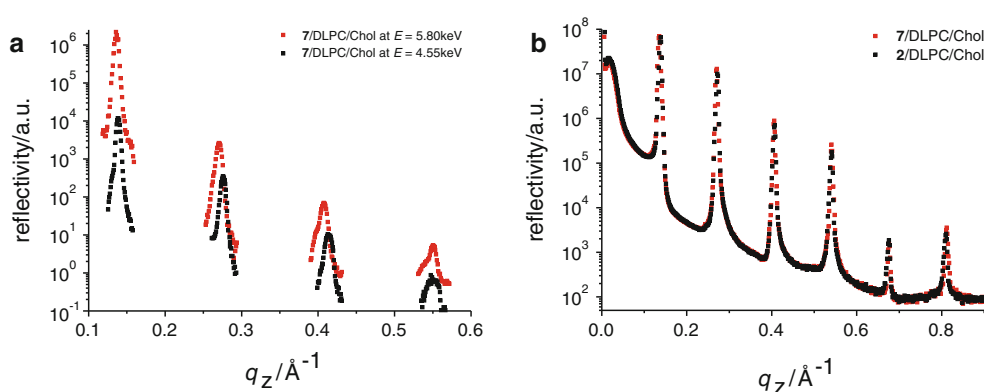 a
7/DLPC/Chol at E = 5.80keV
7/DLPC/Chol at E = 4.55keV
reflectivity/a.u.
10^6
10^5
10^4
10^3
10^2
10^1
10^0
10^-1
0.1 0.2 0.3 0.4 0.5 0.6
q_z/Å^-1
b
7/DLPC/Chol
2/DLPC/Chol
reflectivity/a.u.
10^8
10^7
10^6
10^5
10^4
10^3
10^2
0.0 0.2 0.4 0.6 0.8
q_z/Å^-1